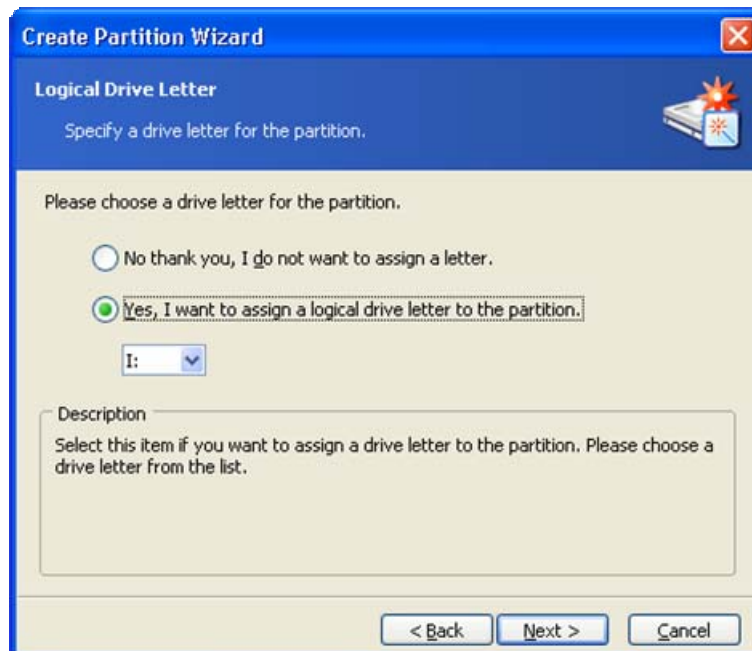 Create Partition Wizard
Logical Drive Letter
Specify a drive letter for the partition.
Please choose a drive letter for the partition.
No thank you, I do not want to assign a letter.
Yes, I want to assign a logical drive letter to the partition.
I:
Description
Select this item if you want to assign a drive letter to the partition. Please choose a
drive letter from the list.
< Back Next > Cancel